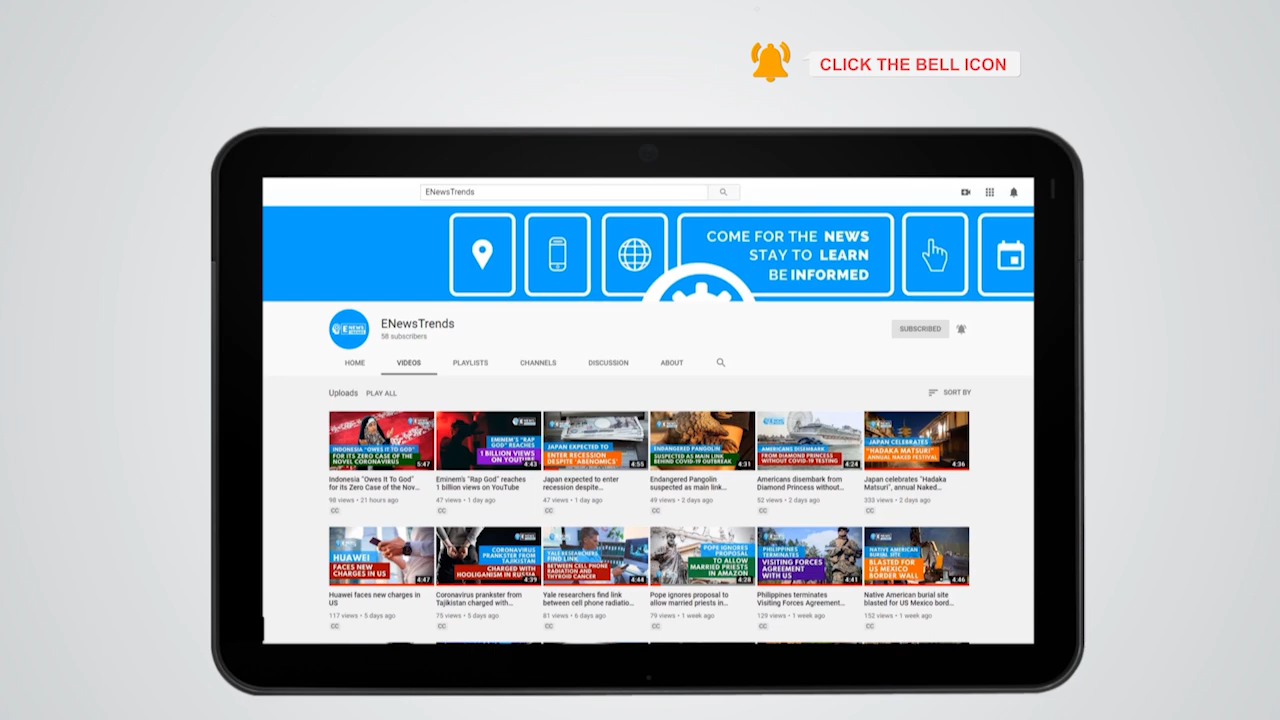 CLICK THE BELL ICON
ENewsTrends
COME FOR THE NEWS
STAY TO LEARN
BE INFORMED
ENewsTrends
58 subscribers
SUBSCRIBED
HOME VIDEOS PLAYLISTS CHANNELS DISCUSSION ABOUT
Uploads PLAY ALL
SORT BY
INDONESIA "OWES IT TO GOD"
FOR ITS ZERO CASE OF THE
NOVEL CORONAVIRUS
5:47
EMINEM'S "RAP
GOD" REACHES
1 BILLION VIEWS
ON YOUTUBE
4:43
JAPAN EXPECTED TO
ENTER RECESSION
DESPITE 'ABENOMICS'
4:55
ENDANGERED PANGOLIN
SUSPECTED AS MAIN LINK
BEHIND COVID-19 OUTBREAK
4:31
AMERICANS DISEMBARK
FROM DIAMOND PRINCESS
WITHOUT COVID-19 TESTING
4:24
JAPAN CELEBRATES
"HADAKA MATSURI"
ANNUAL NAKED FESTIVAL
4:36
Indonesia "Owes It To God"
for its Zero Case of the Nov...
98 views • 21 hours ago
CC
Eminem's "Rap God" reaches
1 billion views on YouTube
47 views • 1 day ago
CC
Japan expected to enter
recession despite...
47 views • 1 day ago
CC
Endangered Pangolin
suspected as main link...
49 views • 2 days ago
CC
Americans disembark from
Diamond Princess without...
52 views • 2 days ago
CC
Japan celebrates "Hadaka
Matsuri", annual Naked...
333 views • 2 days ago
CC
HUAWEI
FACES NEW
CHARGES IN US
4:47
CORONAVIRUS
PRANKSTER FROM
TAJIKISTAN
CHARGED WITH
HOOLIGANISM IN RUSSIA
4:39
YALE RESEARCHERS
FIND LINK
BETWEEN CELL PHONE
RADIATION AND
THYROID CANCER
4:44
POPE IGNORES
PROPOSAL
TO ALLOW
MARRIED PRIESTS
IN AMAZON
4:28
PHILIPPINES
TERMINATES
VISITING FORCES
AGREEMENT
WITH US
4:41
NATIVE AMERICAN
BURIAL SITE
BLASTED FOR
US MEXICO
BORDER WALL
4:46
Huawei faces new charges in
US
117 views • 5 days ago
CC
Coronavirus prankster from
Tajikistan charged with...
75 views • 5 days ago
CC
Yale researchers find link
between cell phone radiatio...
81 views • 6 days ago
CC
Pope ignores proposal to
allow married priests in...
79 views • 1 week ago
CC
Philippines terminates
Visiting Forces Agreement...
129 views • 1 week ago
CC
Native American burial site
blasted for US Mexico bord...
152 views • 1 week ago
CC